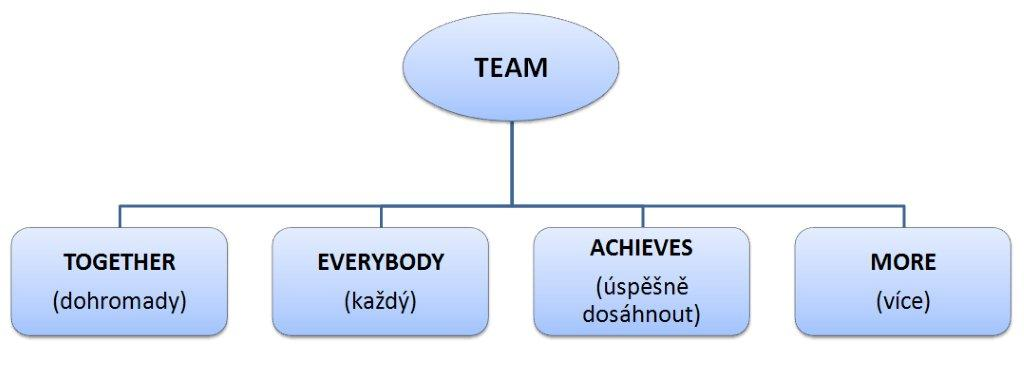 TEAM
TOGETHER
(dohromady)
EVERYBODY
(každý)
ACHIEVES
(úspěšně
dosáhnout)
MORE
(více)